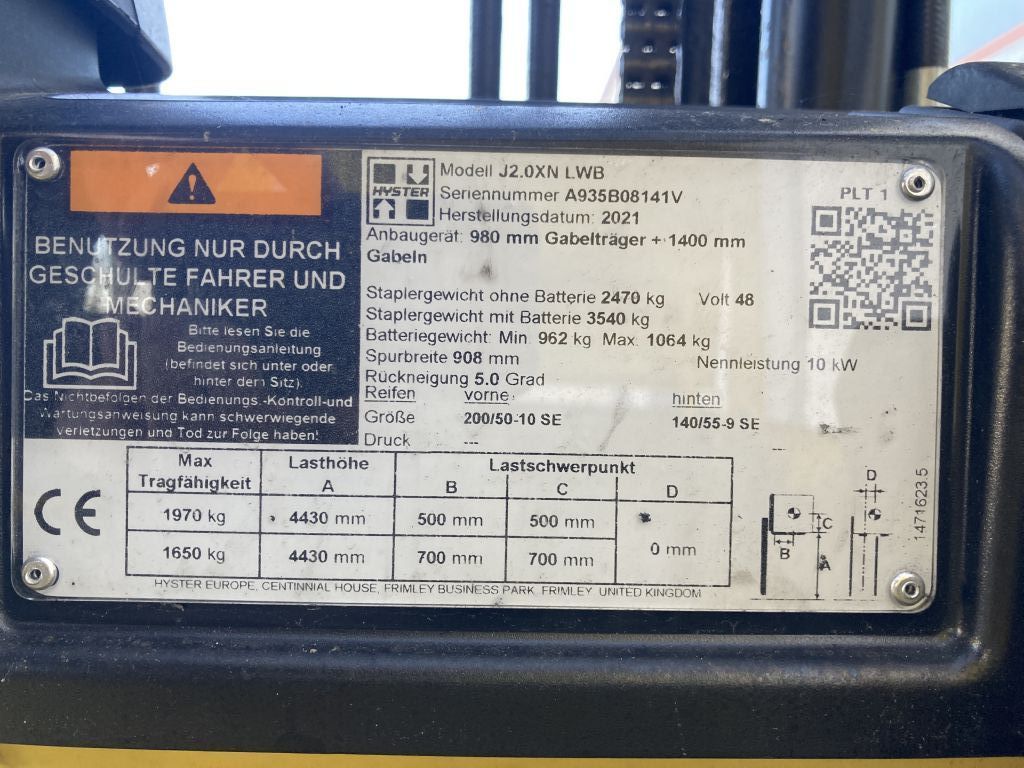 BENUTZUNG NUR DURCH
GESCHULTE FAHRER UND
MECHANIKER
Bitte lesen Sie die
Bedienungsanleitung
(befindet sich unter oder
hinter dem Sitz).
Das Nichtbefolgen der Bedienungs.-Kontroll-und
Wartungsanweisung kann schwerwiegende
Verletzungen und Tod zur Folge haben!
HYSTER
Modell J2.0XN LWB
Seriennummer A935B08141V
Herstellungsdatum: 2021
PLT 1
Anbaugerät: 980 mm Gabelträger + 1400 mm
Gabeln
Staplergewicht ohne Batterie 2470 kg Volt 48
Staplergewicht mit Batterie 3540 kg
Batteriegewicht: Min. 962 kg Max. 1064 kg
Spurbreite 908 mm Nennleistung 10 kW
Rückneigung 5.0 Grad
Reifen vorne hinten
Größe 200/50-10 SE 140/55-9 SE
Druck ---
Max Lasthöhe Lastschwerpunkt
Tragfähigkeit A B C D
1970 kg 4430 mm 500 mm 500 mm
1650 kg 4430 mm 700 mm 700 mm 0 mm
CE
D
C
B
A
14716235
HYSTER EUROPE, CENTINNIAL HOUSE, FRIMLEY BUSINESS PARK, FRIMLEY, UNITED KINGDOM